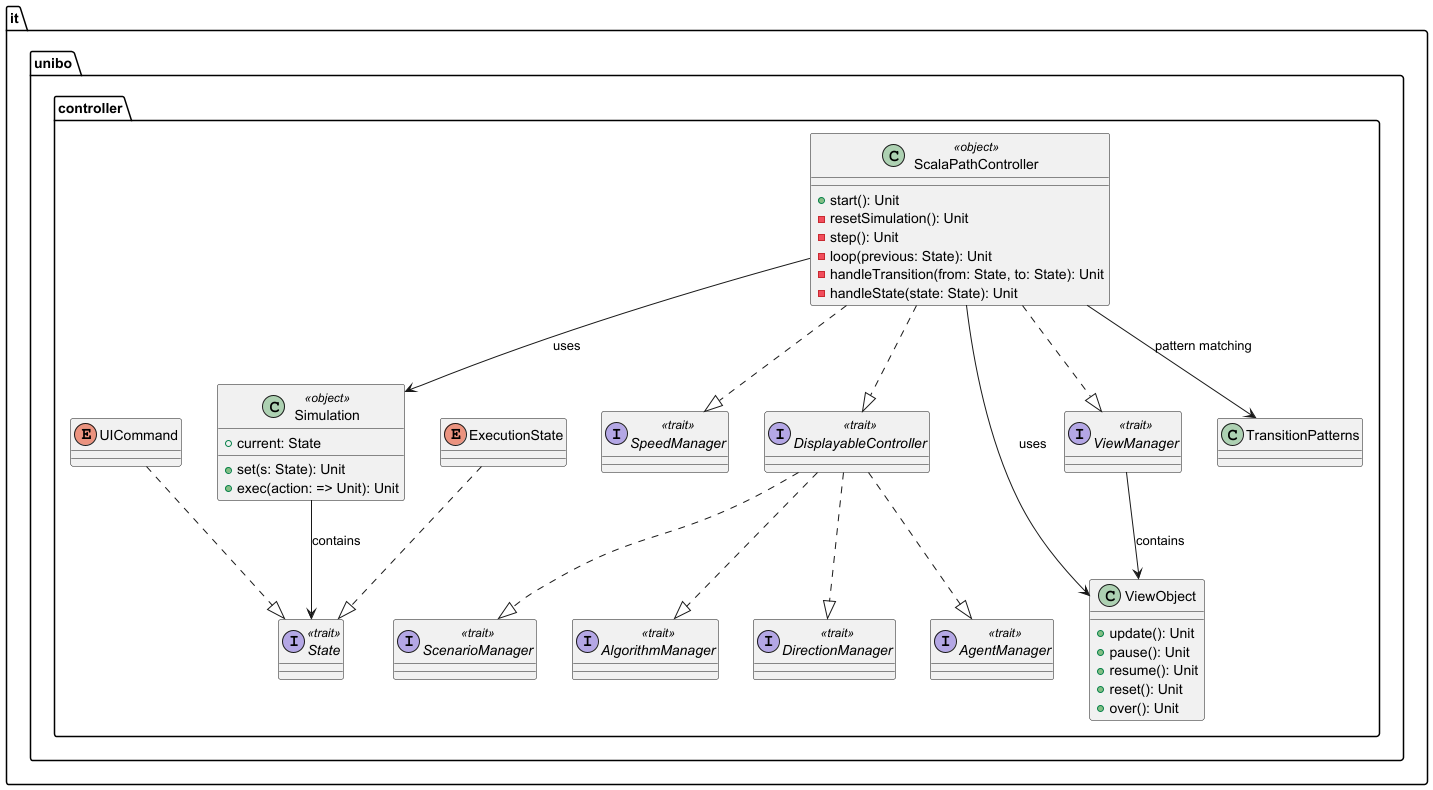 it
unibo
controller
C
«object»
ScalaPathController
start(): Unit
resetSimulation(): Unit
step(): Unit
loop(previous: State): Unit
handleTransition(from: State, to: State): Unit
handleState(state: State): Unit
uses
pattern matching
E UICommand
C
«object»
Simulation
current: State
set(s: State): Unit
exec(action: => Unit): Unit
E ExecutionState
I
«trait»
SpeedManager
I
«trait»
DisplayableController
uses
I
«trait»
ViewManager
C TransitionPatterns
contains
contains
I
«trait»
State
I
«trait»
ScenarioManager
I
«trait»
AlgorithmManager
I
«trait»
DirectionManager
I
«trait»
AgentManager
C ViewObject
update(): Unit
pause(): Unit
resume(): Unit
reset(): Unit
over(): Unit